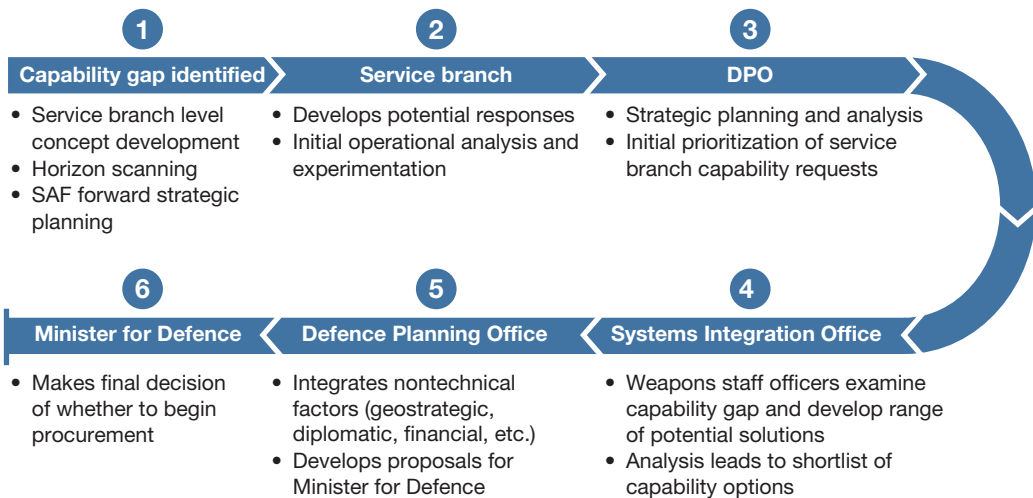 1
Capability gap identified
• Service branch level
concept development
• Horizon scanning
• SAF forward strategic
planning
2
Service branch
• Develops potential responses
• Initial operational analysis and
experimentation
3
DPO
• Strategic planning and analysis
• Initial prioritization of service
branch capability requests
4
Systems Integration Office
• Weapons staff officers examine
capability gap and develop range
of potential solutions
• Analysis leads to shortlist of
capability options
5
Defence Planning Office
• Integrates nontechnical
factors (geostrategic,
diplomatic, financial, etc.)
• Develops proposals for
Minister for Defence
6
Minister for Defence
• Makes final decision
of whether to begin
procurement